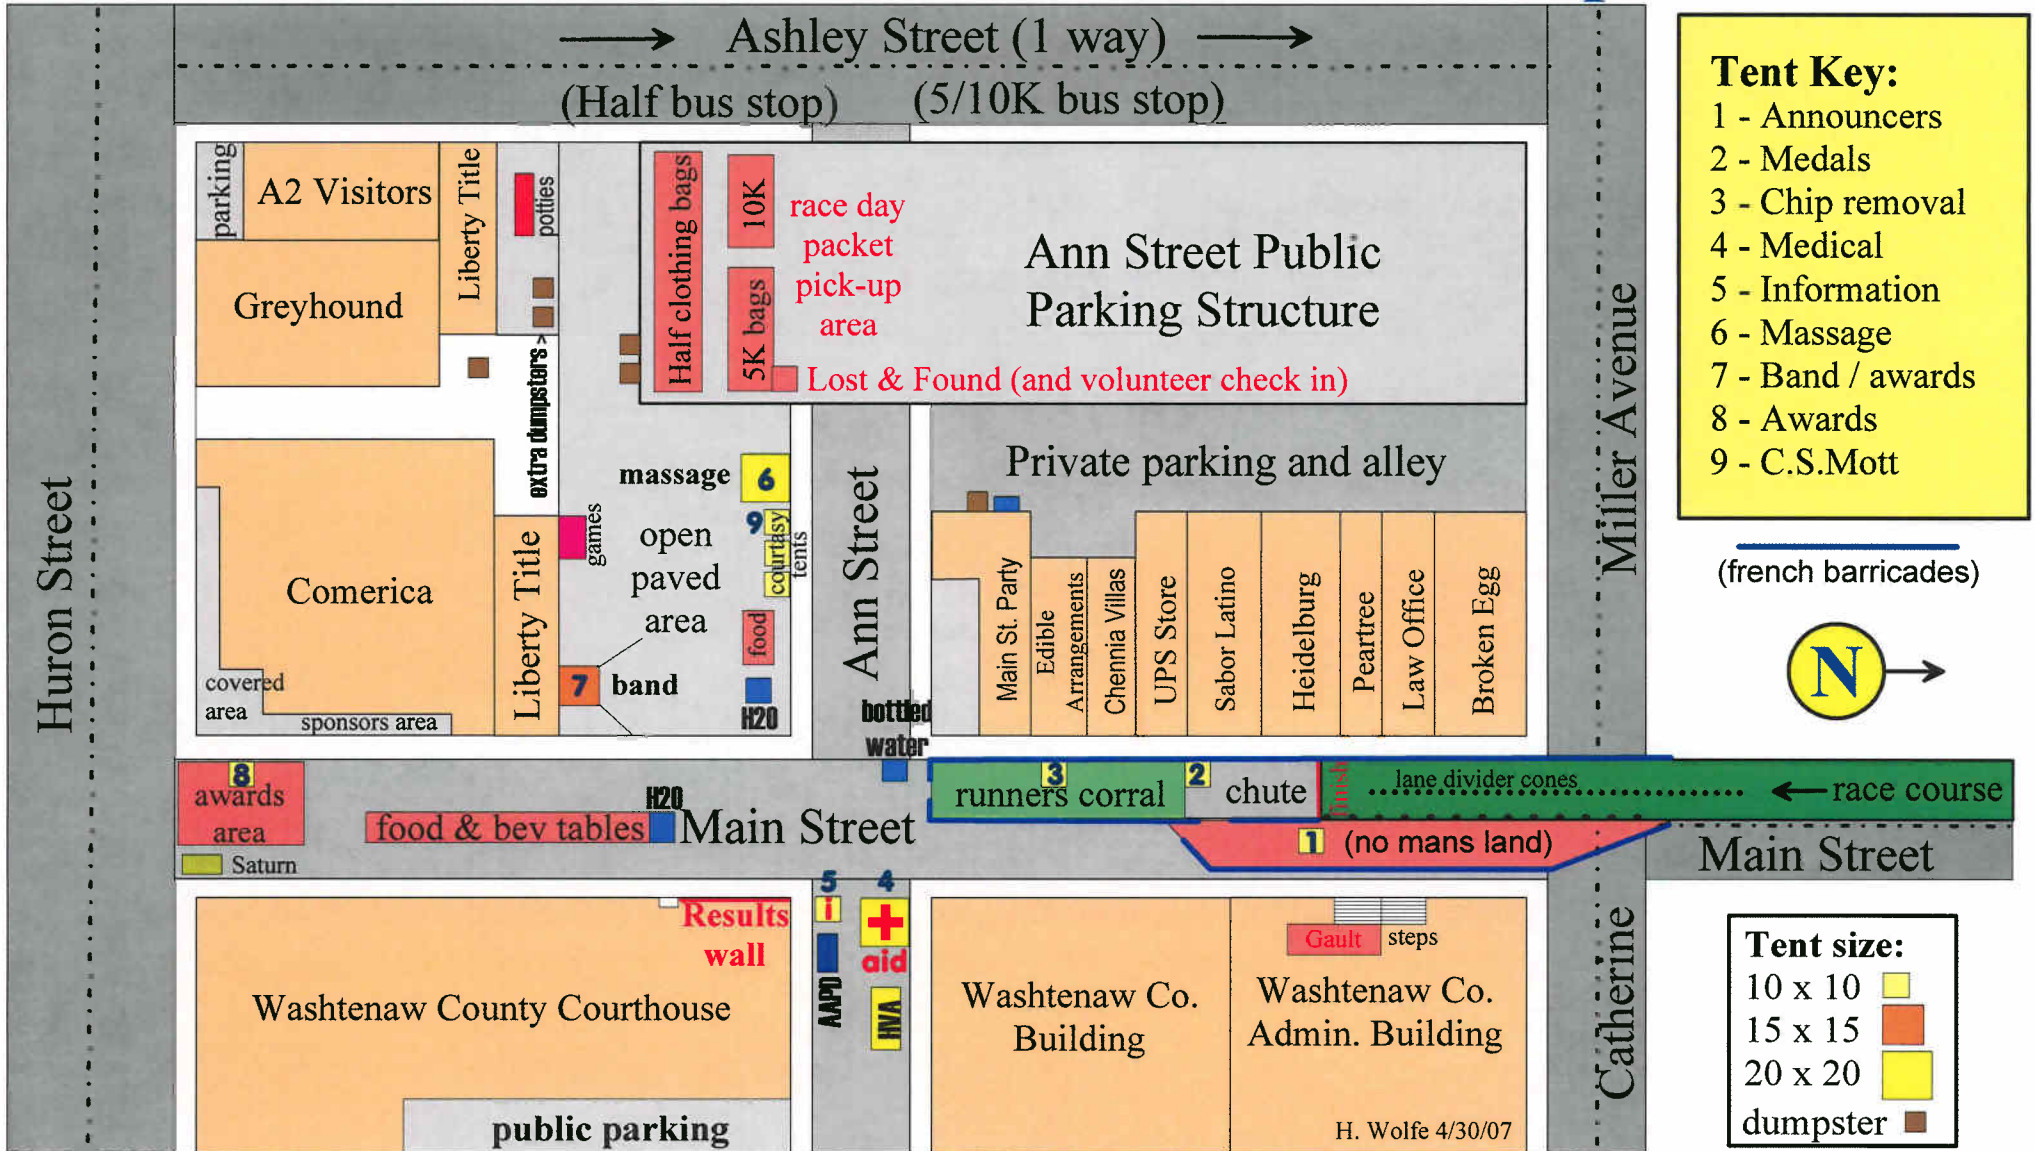 Ashley Street (1 way)
(Half bus stop)
(5/10K bus stop)
Huron Street
parking
A2 Visitors
Liberty Title
potties
Greyhound
extra dumpsters >
Half clothing bags
10K
5K bags
race day
packet
pick-up
area
Lost & Found (and volunteer check in)
Ann Street Public
Parking Structure
Miller Avenue
Private parking and alley
Comerica
covered
area
sponsors area
Liberty Title
games
massage
6
9
courtasy
tents
open
paved
area
food
7
band
H20
Ann Street
bottled
water
Main St. Party
Edible
Arrangements
Chennia Villas
UPS Store
Sabor Latino
Heidelburg
Peartree
Law Office
Broken Egg
8
awards
area
Saturn
food & bev tables
H20
Main Street
3
runners corral
2
chute
finish
lane divider cones
race course
1
(no mans land)
Main Street
Results
wall
Washtenaw County Courthouse
public parking
5
i
AAPD
4
aid
HVA
Washtenaw Co.
Building
Gault
steps
Washtenaw Co.
Admin. Building
H. Wolfe 4/30/07
Catherine
Tent Key:
1 - Announcers
2 - Medals
3 - Chip removal
4 - Medical
5 - Information
6 - Massage
7 - Band / awards
8 - Awards
9 - C.S.Mott
(french barricades)
N
Tent size:
10 x 10
15 x 15
20 x 20
dumpster